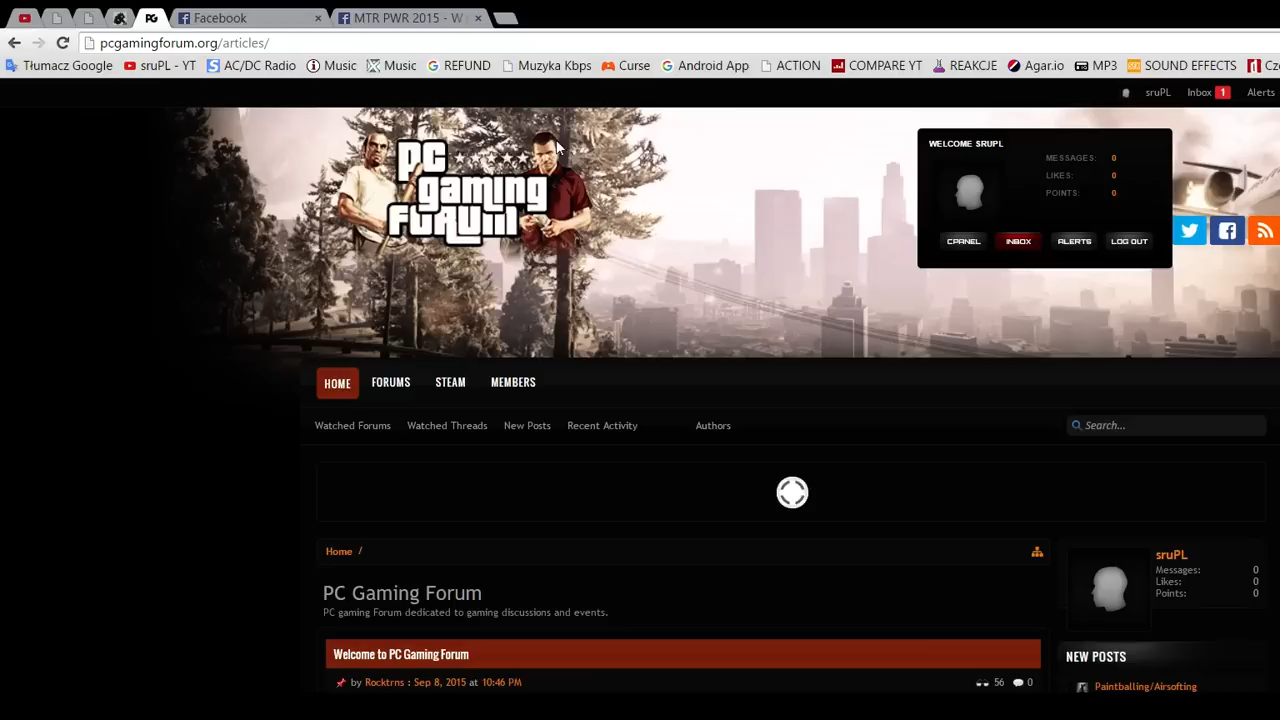 PG Facebook × MTR PWR 2015 - W ×
pcgamingforum.org/articles/
Tłumacz Google sruPL - YT AC/DC Radio Music Music REFUND Muzyka Kbps Curse Android App ACTION COMPARE YT REAKCJE Agar.io MP3 SOUND EFFECTS Cz
sruPL Inbox 1 Alerts
pc
gaming
forum
WELCOME SRUPL
MESSAGES: 0
LIKES: 0
POINTS: 0
CPANEL INBOX ALERTS LOG OUT
HOME FORUMS STEAM MEMBERS
Watched Forums Watched Threads New Posts Recent Activity Authors Search...
Home /
sruPL
Messages: 0
Likes: 0
Points: 0
PC Gaming Forum
PC gaming Forum dedicated to gaming discussions and events.
Welcome to PC Gaming Forum
by Rocktrns : Sep 8, 2015 at 10:46 PM 56 0
NEW POSTS
Paintballing/Airsofting